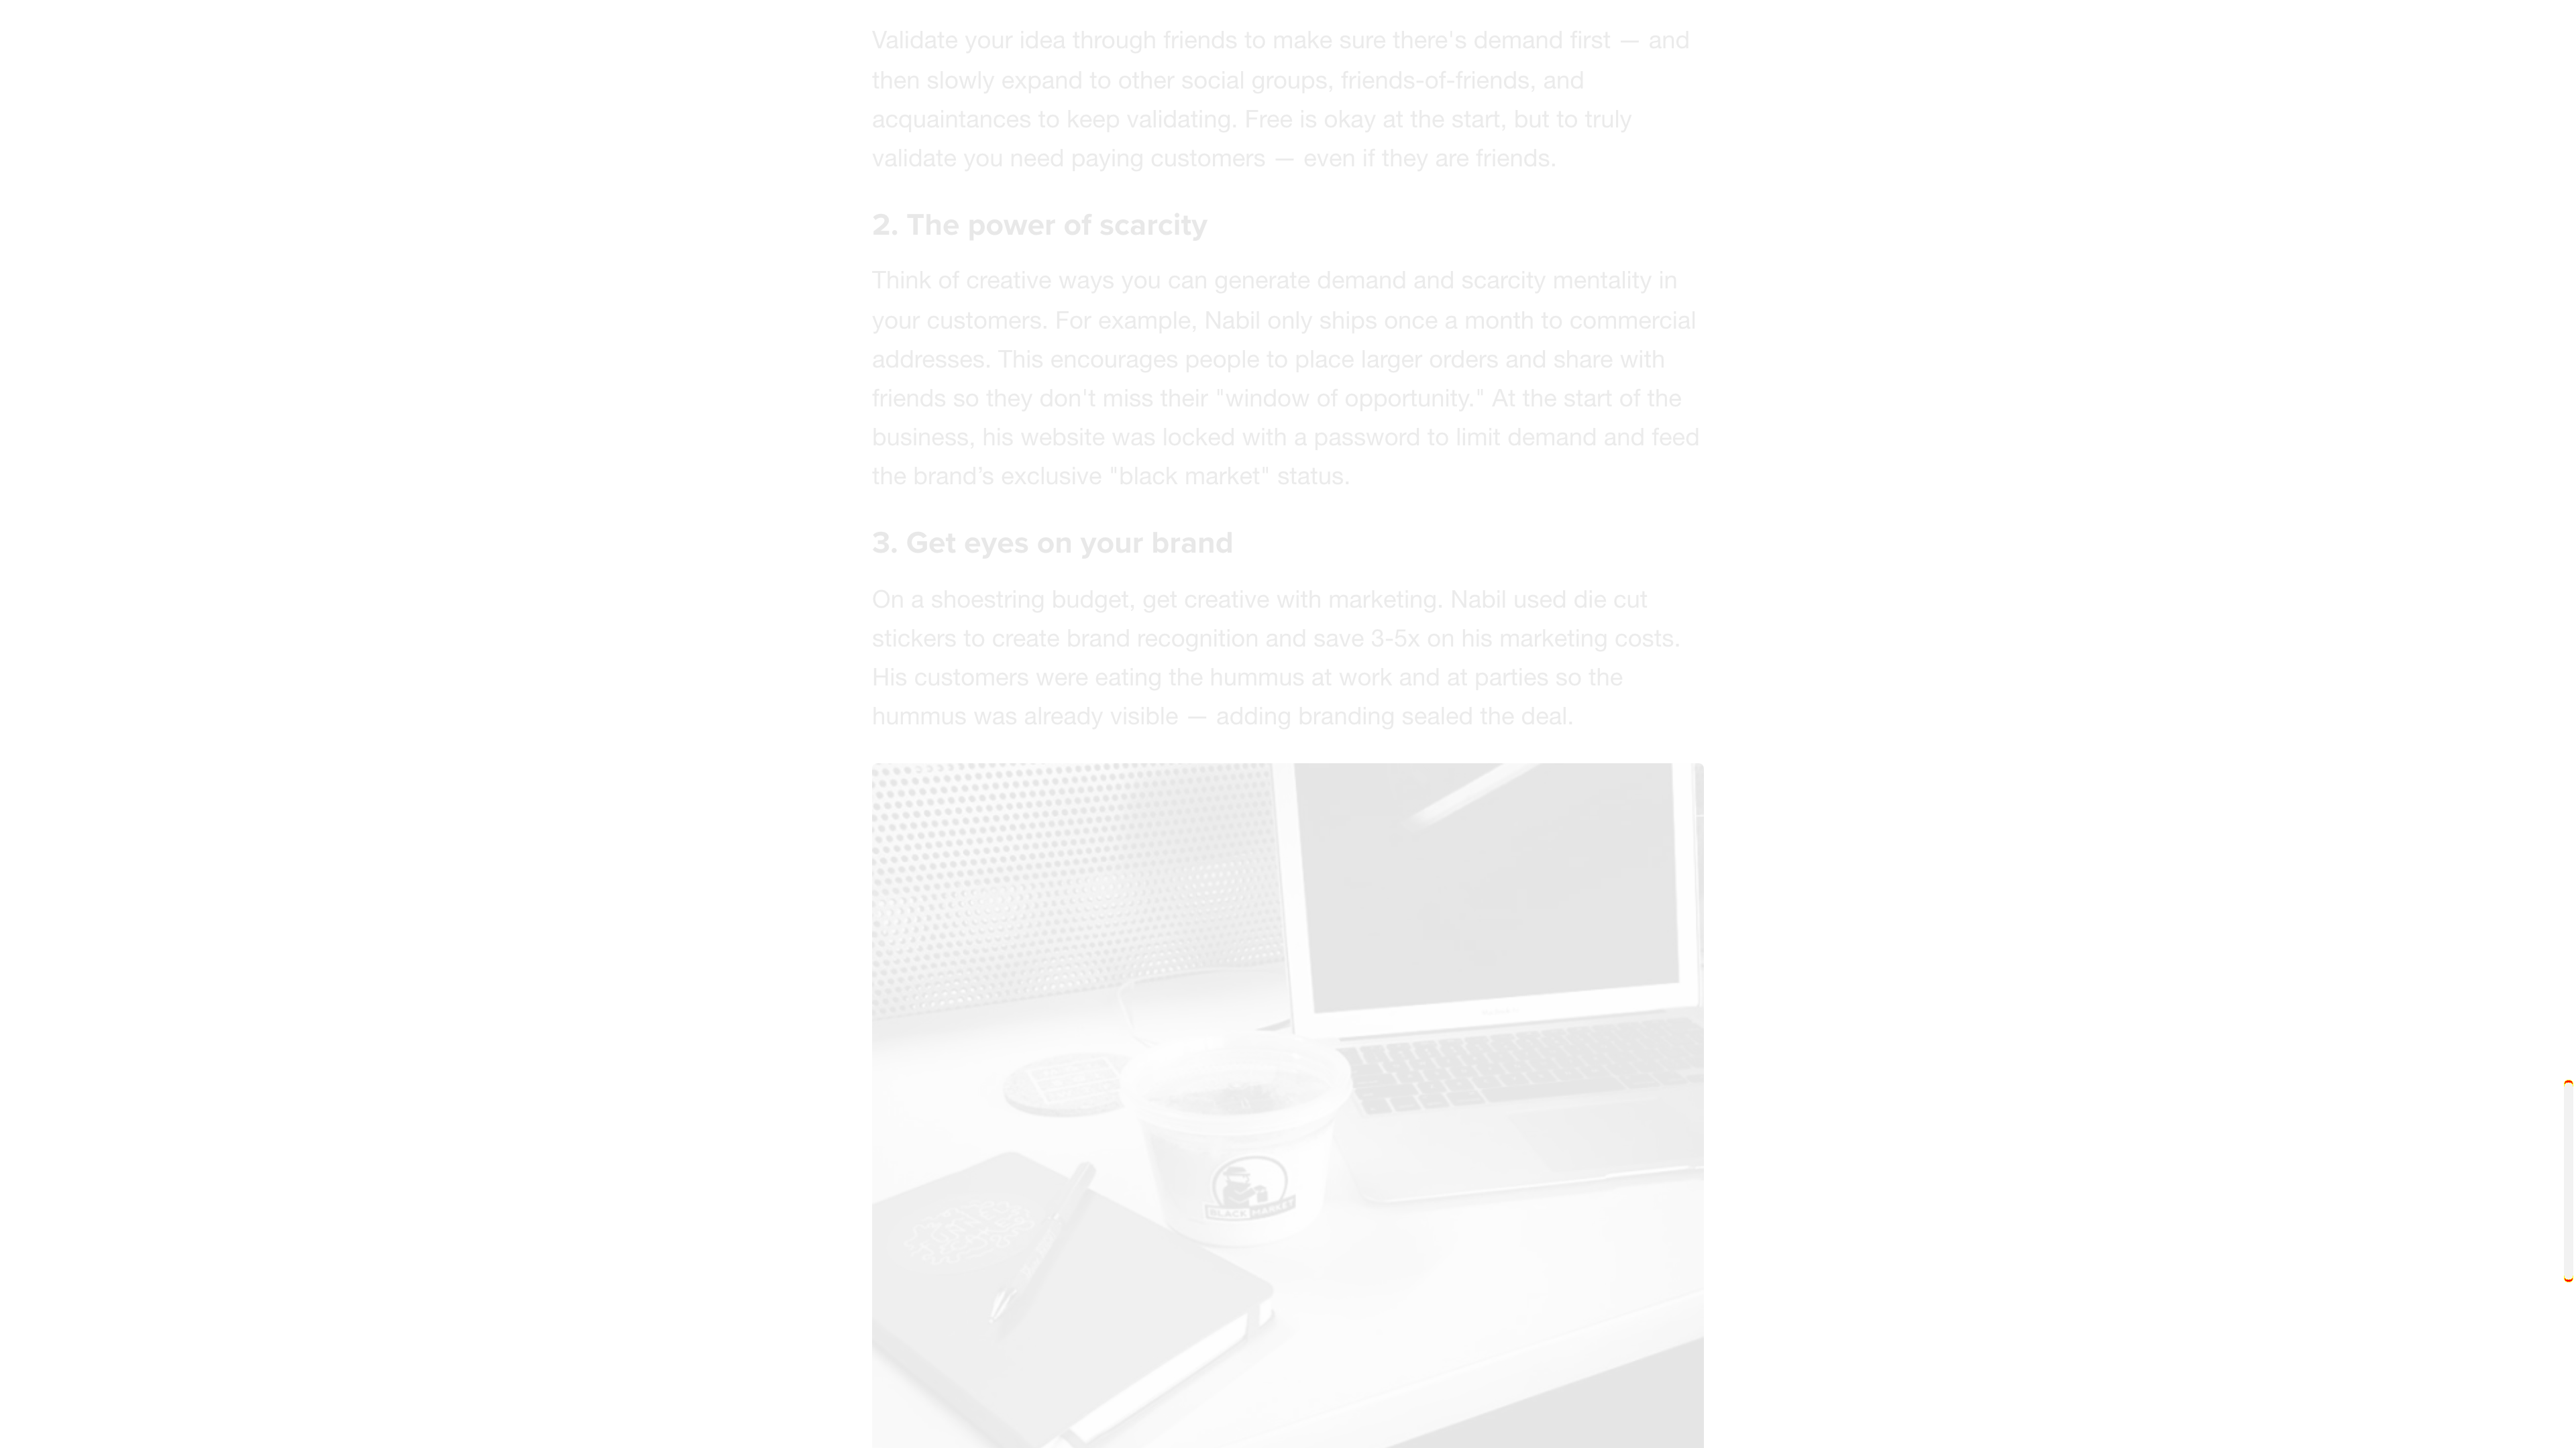 Validate your idea through friends to make sure there's demand first — and
then slowly expand to other social groups, friends-of-friends, and
acquaintances to keep validating. Free is okay at the start, but to truly
validate you need paying customers — even if they are friends.
2. The power of scarcity
Think of creative ways you can generate demand and scarcity mentality in
your customers. For example, Nabil only ships once a month to commercial
addresses. This encourages people to place larger orders and share with
friends so they don't miss their "window of opportunity." At the start of the
business, his website was locked with a password to limit demand and feed
the brand’s exclusive "black market" status.
3. Get eyes on your brand
On a shoestring budget, get creative with marketing. Nabil used die cut
stickers to create brand recognition and save 3-5x on his marketing costs.
His customers were eating the hummus at work and at parties so the
hummus was already visible — adding branding sealed the deal.
BLACK MARKET